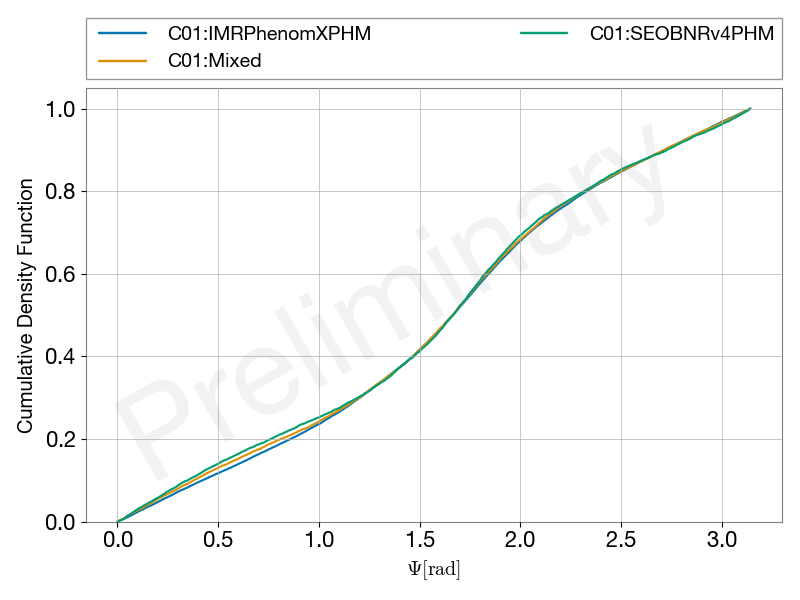 C01:IMRPhenomXPHM
C01:Mixed
C01:SEOBNRv4PHM
Preliminary
Cumulative Density Function
1.0
0.8
0.6
0.4
0.2
0.0
0.0 0.5 1.0 1.5 2.0 2.5 3.0
Ψ[rad]